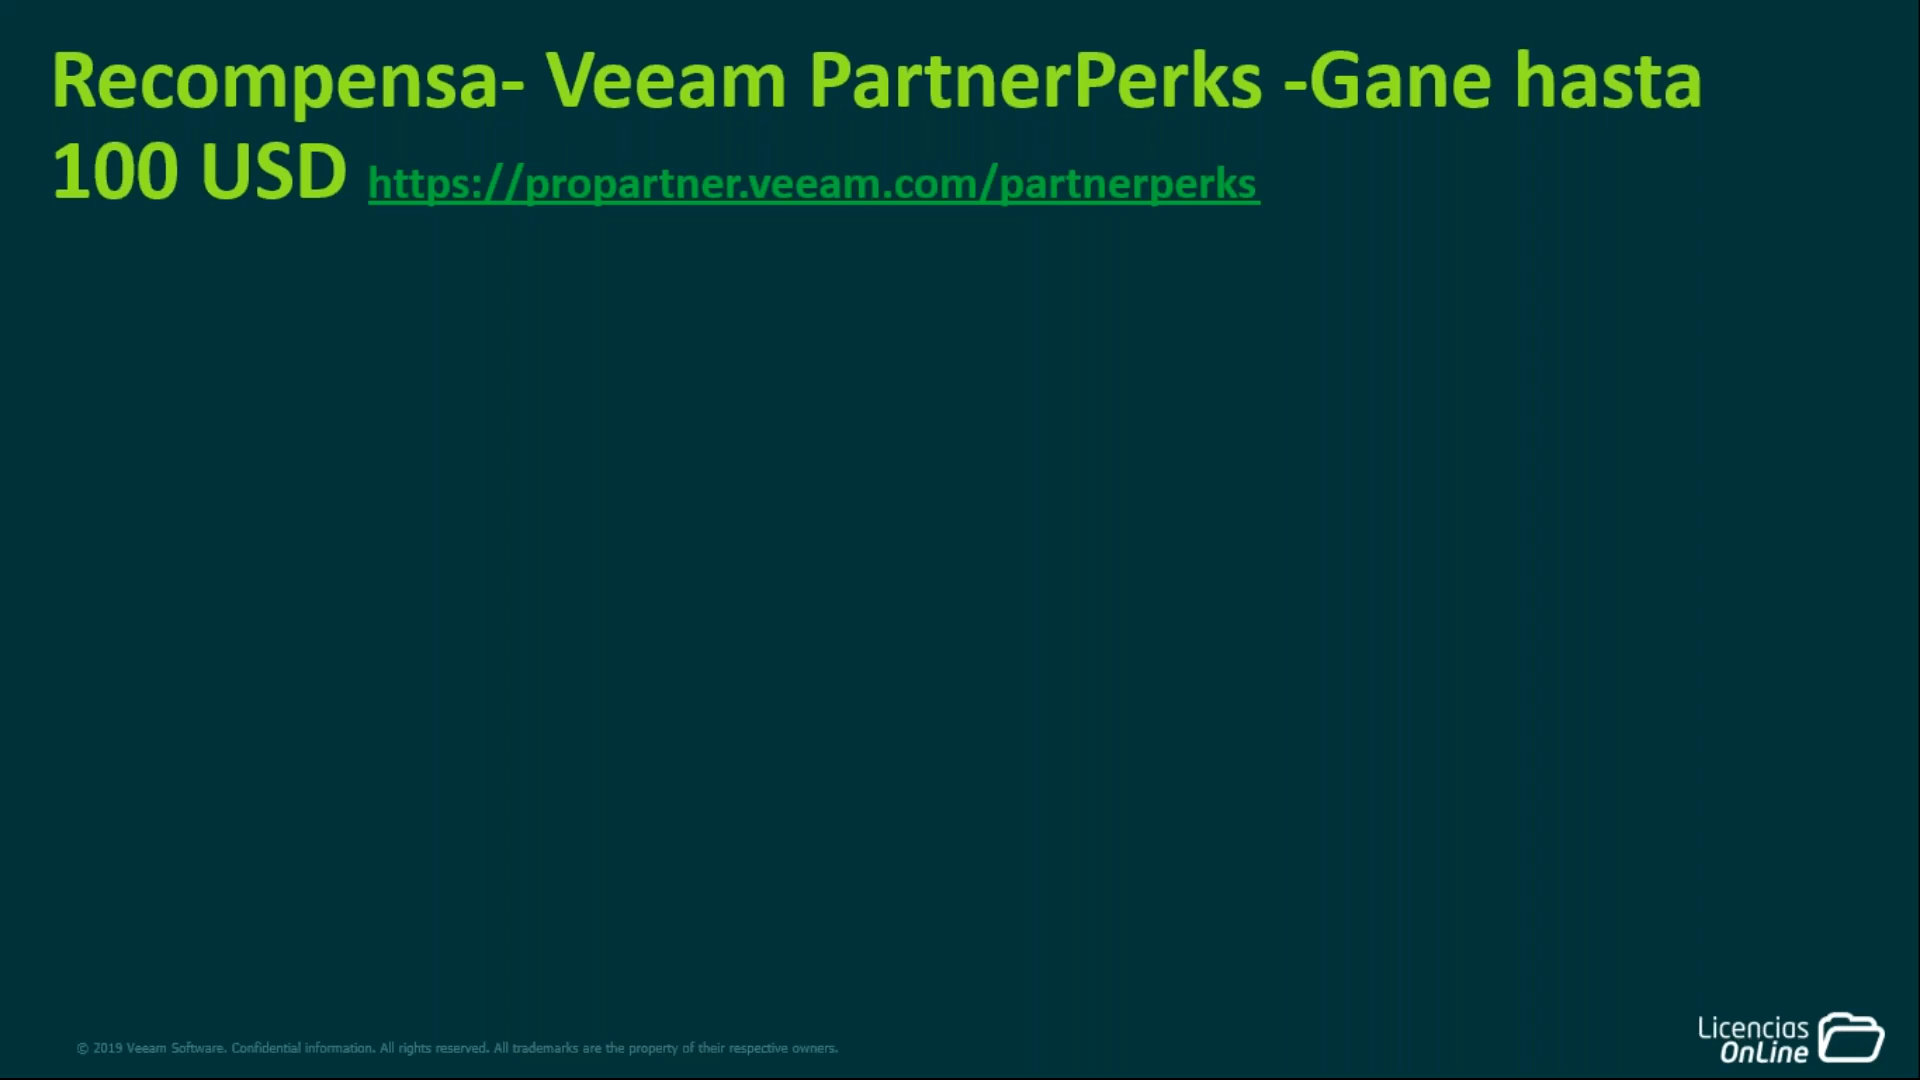 Recompensa- Veeam PartnerPerks -Gane hasta
100 USD https://propartner.veeam.com/partnerperks
© 2019 Veeam Software. Confidential information. All rights reserved. All trademarks are the property of their respective owners.
Licencias
OnLine